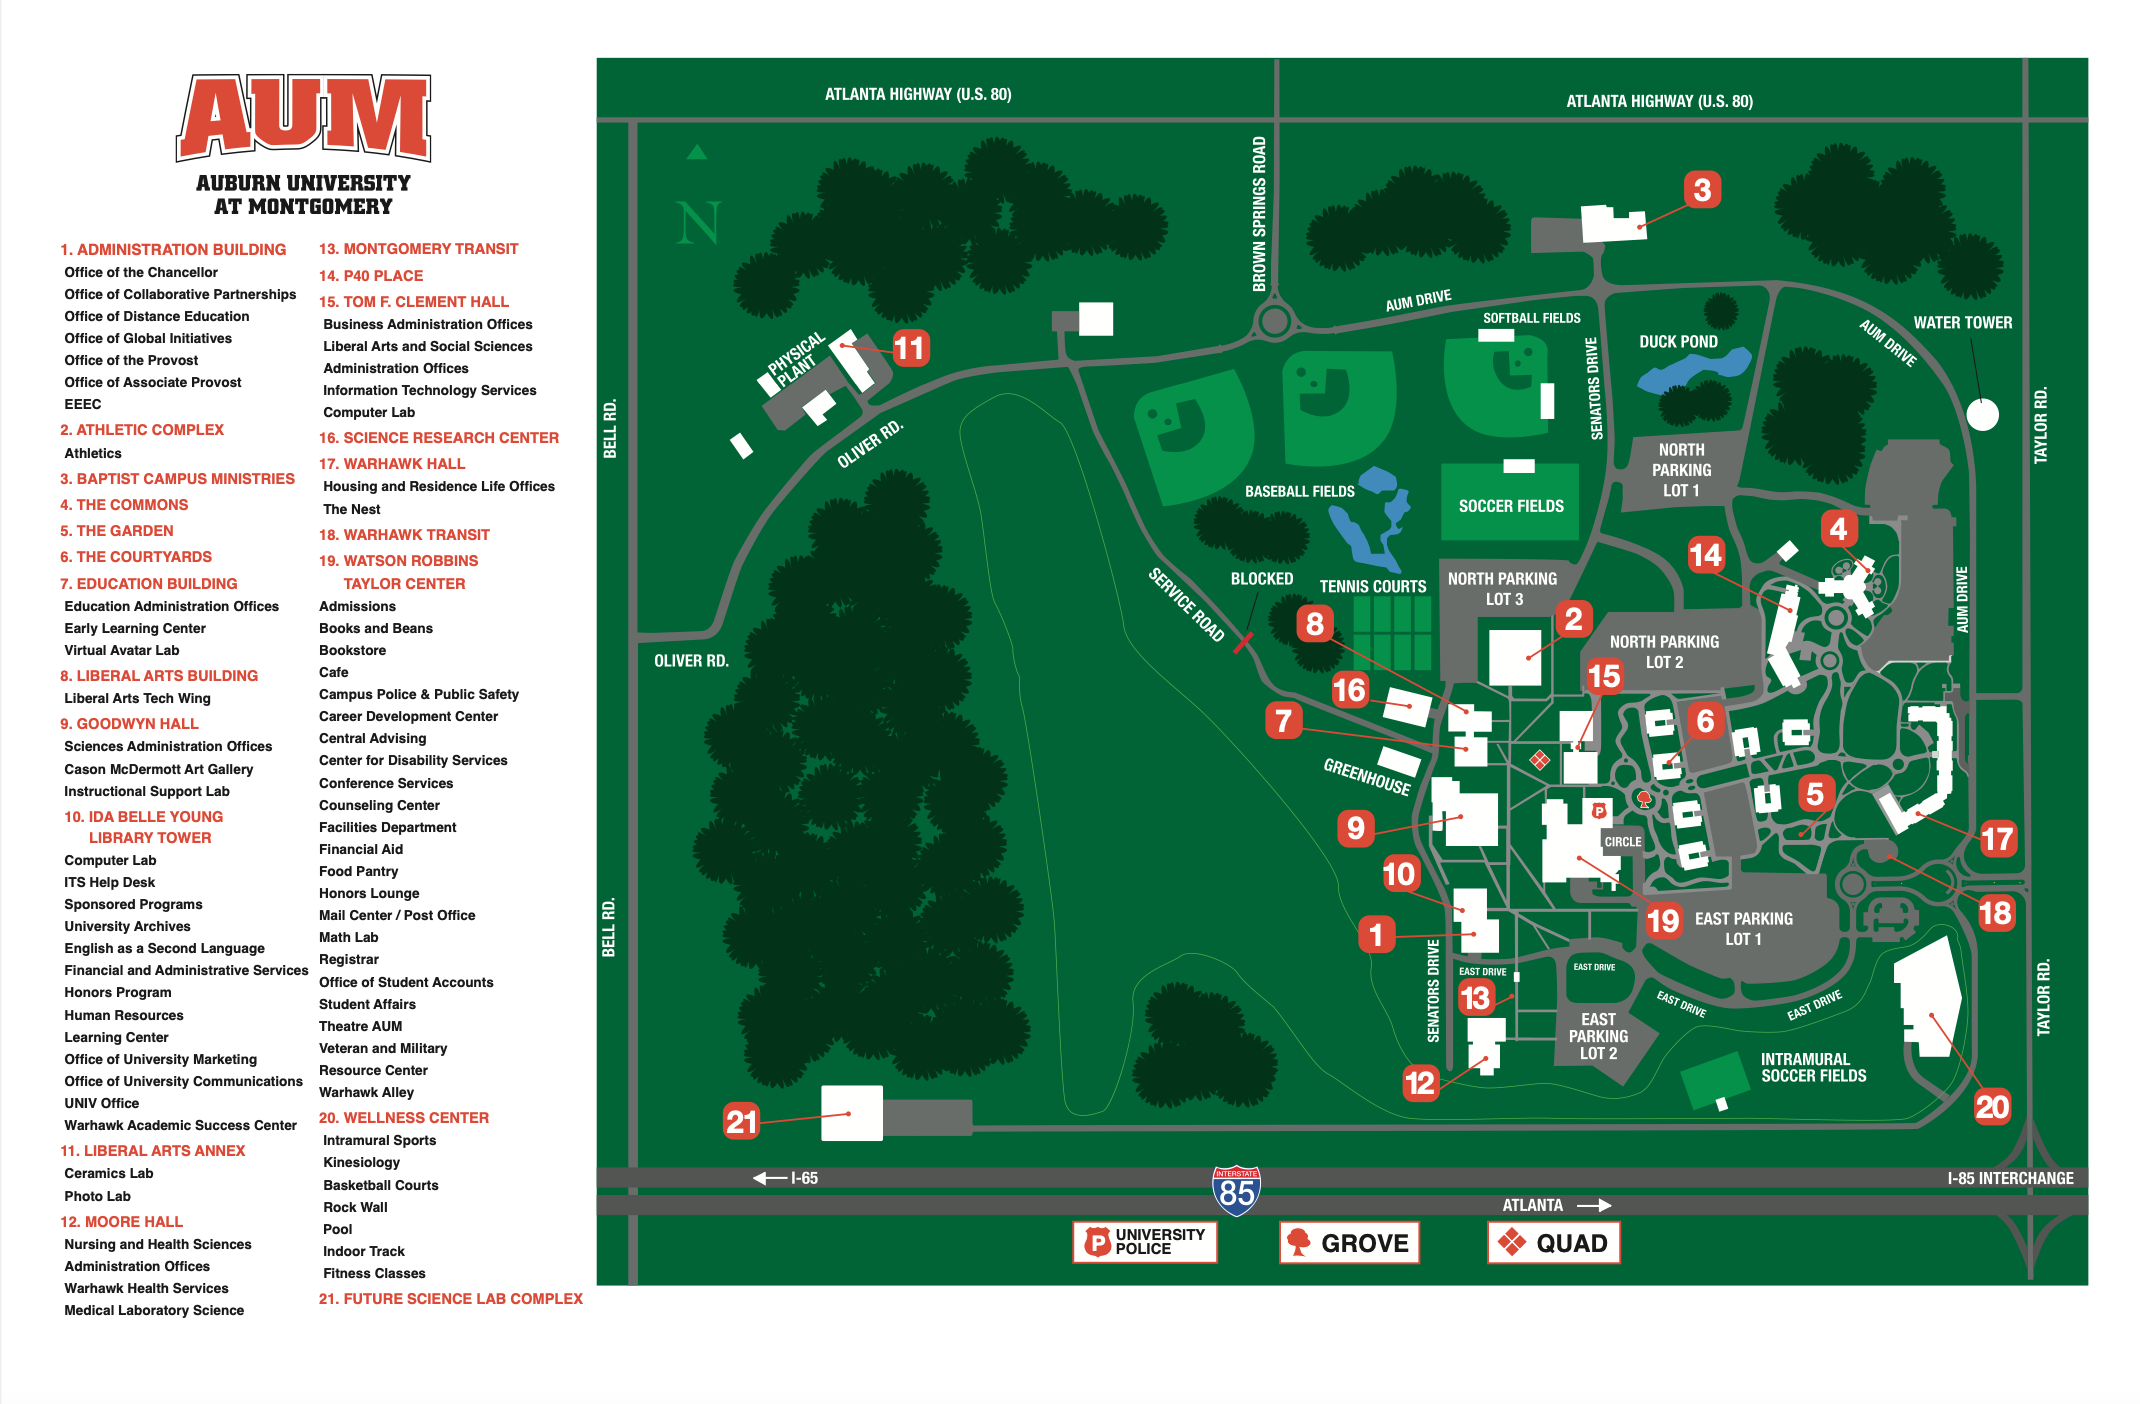 AUM
AUBURN UNIVERSITY
AT MONTGOMERY
1. ADMINISTRATION BUILDING
Office of the Chancellor
Office of Collaborative Partnerships
Office of Distance Education
Office of Global Initiatives
Office of the Provost
Office of Associate Provost
EEEC
2. ATHLETIC COMPLEX
Athletics
3. BAPTIST CAMPUS MINISTRIES
4. THE COMMONS
5. THE GARDEN
6. THE COURTYARDS
7. EDUCATION BUILDING
Education Administration Offices
Early Learning Center
Virtual Avatar Lab
8. LIBERAL ARTS BUILDING
Liberal Arts Tech Wing
9. GOODWYN HALL
Sciences Administration Offices
Cason McDermott Art Gallery
Instructional Support Lab
10. IDA BELLE YOUNG
LIBRARY TOWER
Computer Lab
ITS Help Desk
Sponsored Programs
University Archives
English as a Second Language
Financial and Administrative Services
Honors Program
Human Resources
Learning Center
Office of University Marketing
Office of University Communications
UNIV Office
Warhawk Academic Success Center
11. LIBERAL ARTS ANNEX
Ceramics Lab
Photo Lab
12. MOORE HALL
Nursing and Health Sciences
Administration Offices
Warhawk Health Services
Medical Laboratory Science
13. MONTGOMERY TRANSIT
14. P40 PLACE
15. TOM F. CLEMENT HALL
Business Administration Offices
Liberal Arts and Social Sciences
Administration Offices
Information Technology Services
Computer Lab
16. SCIENCE RESEARCH CENTER
17. WARHAWK HALL
Housing and Residence Life Offices
The Nest
18. WARHAWK TRANSIT
19. WATSON ROBBINS
TAYLOR CENTER
Admissions
Books and Beans
Bookstore
Cafe
Campus Police & Public Safety
Career Development Center
Central Advising
Center for Disability Services
Conference Services
Counseling Center
Facilities Department
Financial Aid
Food Pantry
Honors Lounge
Mail Center / Post Office
Math Lab
Registrar
Office of Student Accounts
Student Affairs
Theatre AUM
Veteran and Military
Resource Center
Warhawk Alley
20. WELLNESS CENTER
Intramural Sports
Kinesiology
Basketball Courts
Rock Wall
Pool
Indoor Track
Fitness Classes
21. FUTURE SCIENCE LAB COMPLEX
ATLANTA HIGHWAY (U.S. 80)
ATLANTA HIGHWAY (U.S. 80)
N
BROWN SPRINGS ROAD
3
AUM DRIVE
SOFTBALL FIELDS
SENATORS DRIVE
DUCK POND
AUM DRIVE
WATER TOWER
PHYSICAL
PLANT
11
BELL RD.
OLIVER RD.
TAYLOR RD.
NORTH
PARKING
LOT 1
BASEBALL FIELDS
SOCCER FIELDS
4
14
BLOCKED
TENNIS COURTS
NORTH PARKING
LOT 3
SERVICE ROAD
AUM DRIVE
8
2
NORTH PARKING
LOT 2
OLIVER RD.
15
16
7
6
GREENHOUSE
5
9
P
CIRCLE
17
10
BELL RD.
19
EAST PARKING
LOT 1
18
1
SENATORS DRIVE
EAST DRIVE
EAST DRIVE
13
EAST DRIVE
EAST DRIVE
TAYLOR RD.
EAST
PARKING
LOT 2
INTRAMURAL
SOCCER FIELDS
12
20
21
I-65
INTERSTATE
85
I-85 INTERCHANGE
ATLANTA
P
UNIVERSITY
POLICE
GROVE
QUAD